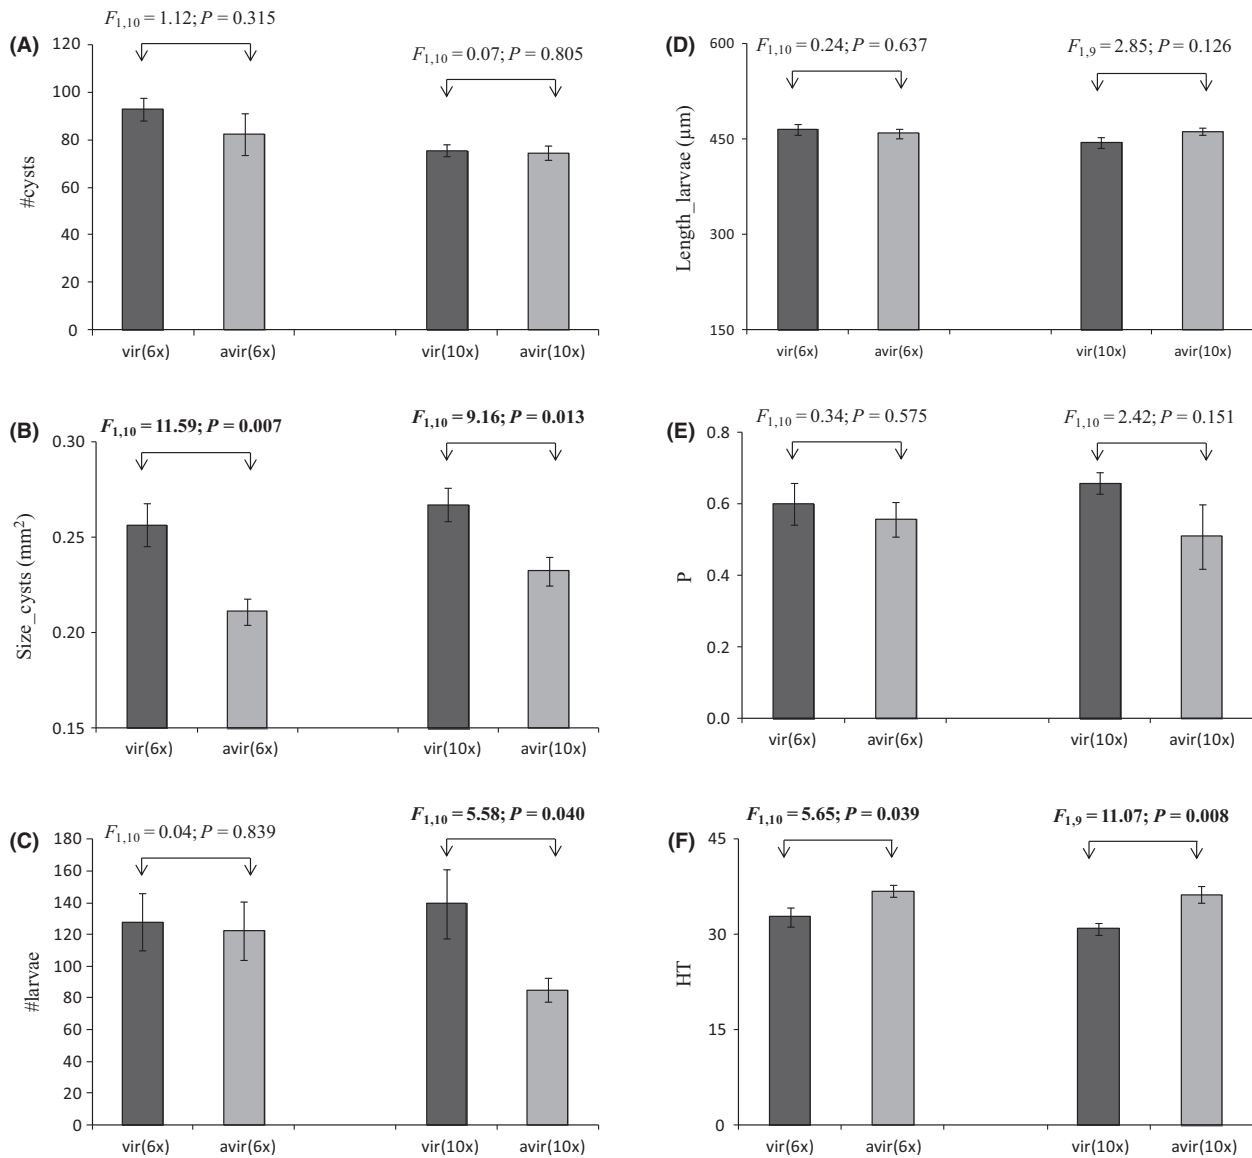 (A)
F1,10 = 1.12; P = 0.315
F1,10 = 0.07; P = 0.805
#cysts
120
100
80
60
40
20
0
vir(6x) avir(6x) vir(10x) avir(10x)
(D)
F1,10 = 0.24; P = 0.637
F1,9 = 2.85; P = 0.126
Length_larvae (µm)
600
450
300
150
vir(6x) avir(6x) vir(10x) avir(10x)
(B)
F1,10 = 11.59; P = 0.007
F1,10 = 9.16; P = 0.013
Size_cysts (mm²)
0.30
0.25
0.20
0.15
vir(6x) avir(6x) vir(10x) avir(10x)
(E)
F1,10 = 0.34; P = 0.575
F1,10 = 2.42; P = 0.151
P
0.8
0.6
0.4
0.2
0.0
vir(6x) avir(6x) vir(10x) avir(10x)
(C)
F1,10 = 0.04; P = 0.839
F1,10 = 5.58; P = 0.040
#larvae
180
160
140
120
100
80
60
40
20
0
vir(6x) avir(6x) vir(10x) avir(10x)
(F)
F1,10 = 5.65; P = 0.039
F1,9 = 11.07; P = 0.008
HT
45
30
15
0
vir(6x) avir(6x) vir(10x) avir(10x)